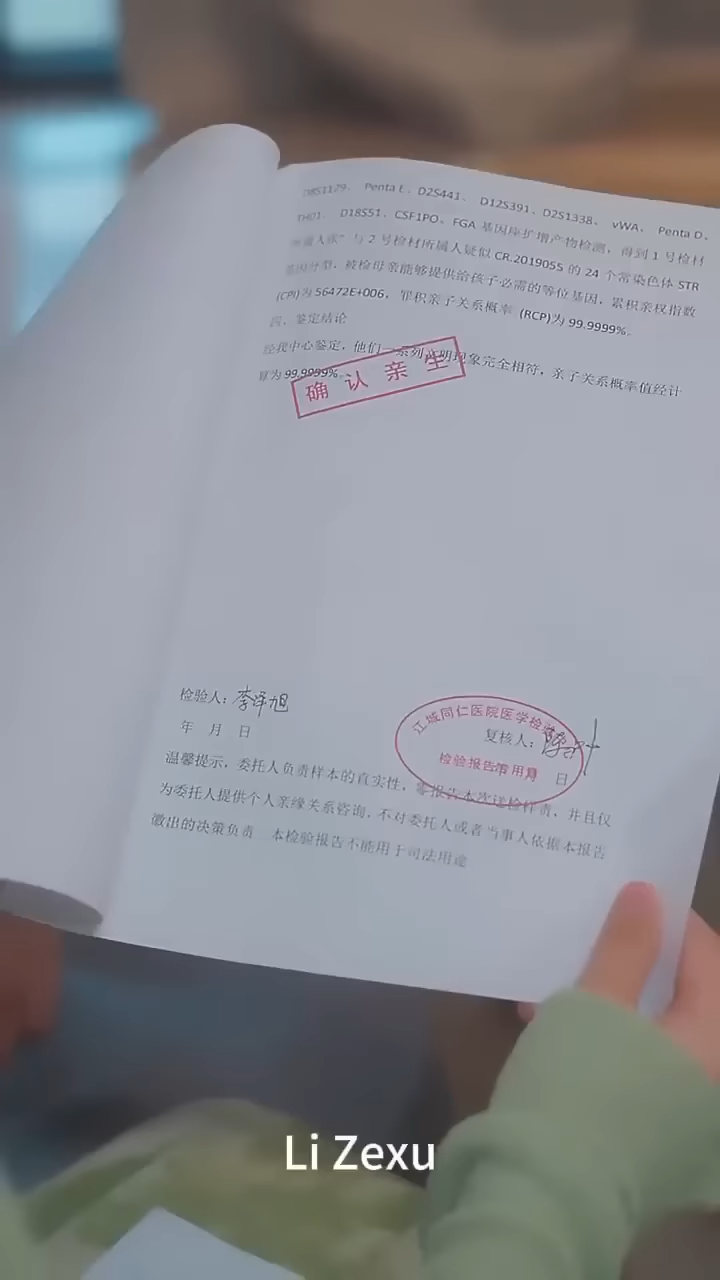 D8S1179、 Penta E、D2S441、 D12S391、D2S1338、 vWA、 Penta D、
TH01、 D18S51、CSF1PO、FGA 基因座扩增产物检测，得到 1 号检材
” 与 2 号检材所属人疑似 CR.2019055 的 24 个常染色体 STR
基因分型，被检母亲能够提供给孩子必需的等位基因，累积亲权指数
(CPI)为 56472E+006，罪积亲子关系概率 (RCP)为 99.9999%。
四、鉴定结论
经我中心鉴定，他们一系列文明现象完全相符，亲子关系概率值经计
算为 99.9999%。
确认亲生
检验人：李泽旭
年 月 日
江城同仁医院医学检验
复核人：
检验报告专用章
日
温馨提示，委托人负责样本的真实性，零报告本次送检样责，并且仅
为委托人提供个人亲缘关系咨询，不对委托人或者当事人依据本报告
做出的决策负责 本检验报告不能用于司法用途
Li Zexu